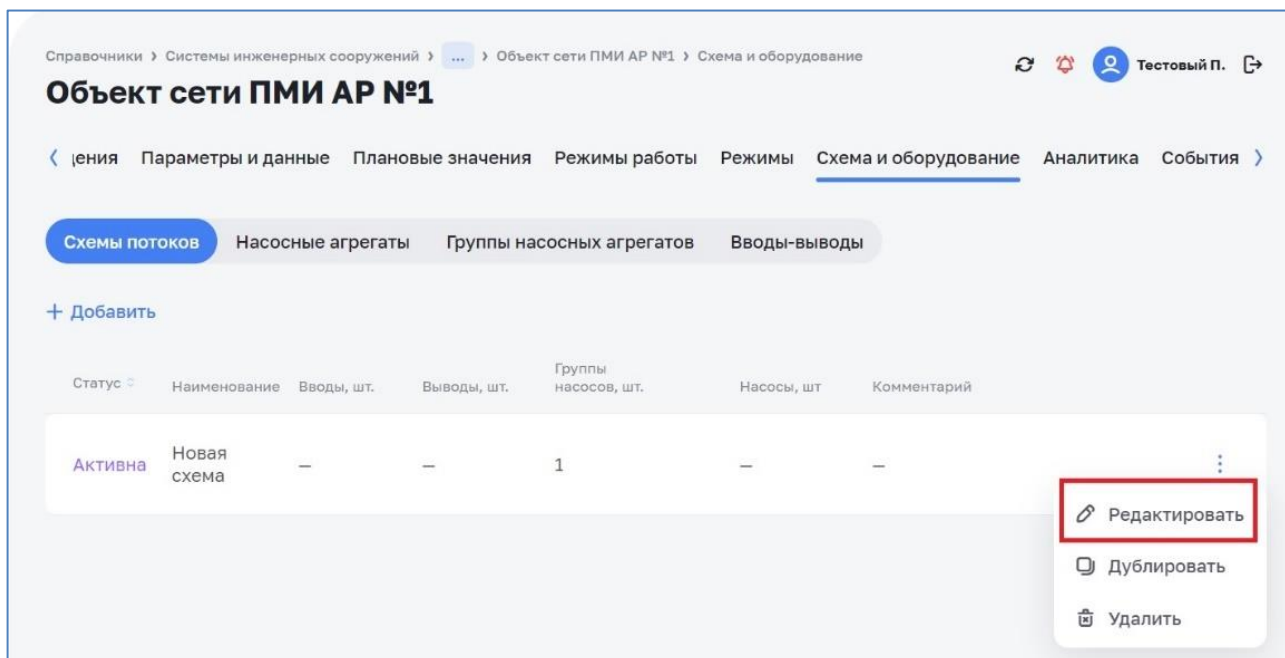 Справочники › Системы инженерных сооружений › ... › Объект сети ПМИ АР №1 › Схема и оборудование
Тестовый П.
Объект сети ПМИ АР №1
Параметры и данные Плановые значения Режимы работы Режимы Схема и оборудование Аналитика События
Схемы потоков Насосные агрегаты Группы насосных агрегатов Вводы-выводы
+ Добавить
Статус Наименование Вводы, шт. Выводы, шт. Группы насосов, шт. Насосы, шт Комментарий
Активна Новая схема — — 1 — —
Редактировать
Дублировать
Удалить